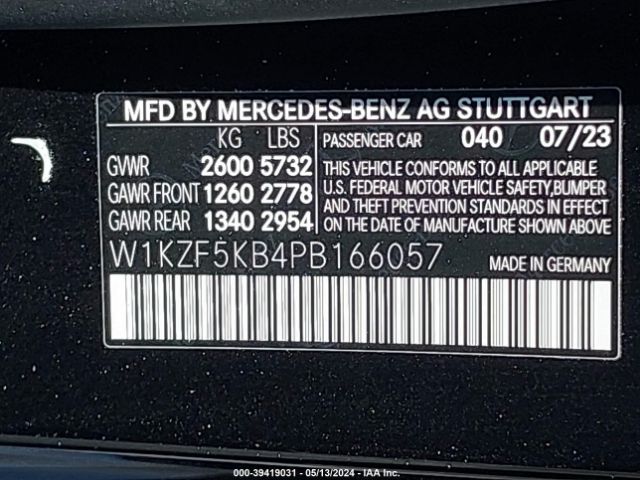 MFD BY MERCEDES-BENZ AG STUTTGART
KG LBS
GVWR 2600 5732
GAWR FRONT 1260 2778
GAWR REAR 1340 2954
PASSENGER CAR 040 07/23
THIS VEHICLE CONFORMS TO ALL APPLICABLE
U.S. FEDERAL MOTOR VEHICLE SAFETY,BUMPER
AND THEFT PREVENTION STANDARDS IN EFFECT
ON THE DATE OF MANUFACTURE SHOWN ABOVE
W1KZF5KB4PB166057 MADE IN GERMANY
000-39419031 - 05/13/2024 - IAA Inc.